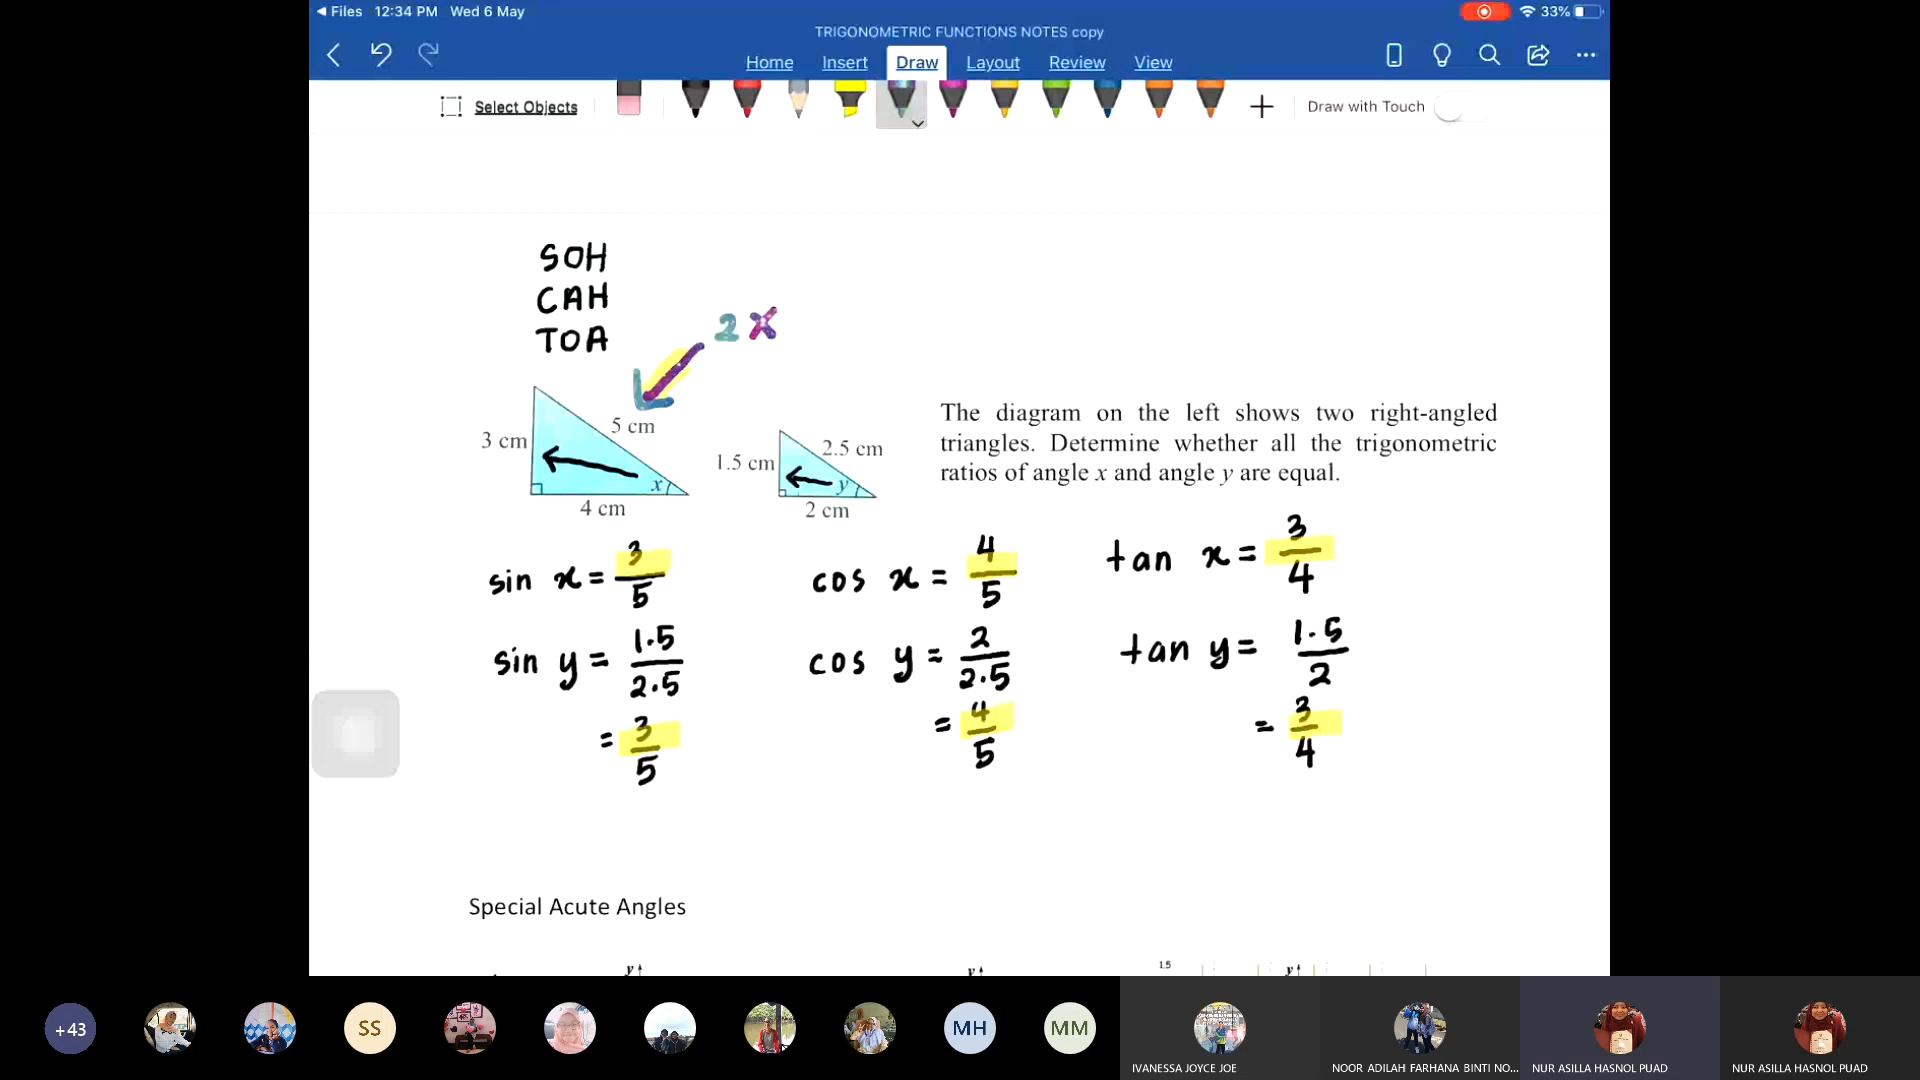 Files 12:34 PM Wed 6 May
33%
TRIGONOMETRIC FUNCTIONS NOTES copy
Home Insert Draw Layout Review View
Select Objects
Draw with Touch
SOH
CAH
TOA
2 x
3 cm
5 cm
x
4 cm
1.5 cm
2.5 cm
y
2 cm
The diagram on the left shows two right-angled
triangles. Determine whether all the trigonometric
ratios of angle x and angle y are equal.
sin x = 3/5
sin y = 1.5/2.5
= 3/5
cos x = 4/5
cos y = 2/2.5
= 4/5
tan x = 3/4
tan y = 1.5/2
= 3/4
Special Acute Angles
y
y
1.5
y
+43
SS
MH
MM
IVANESSA JOYCE JOE
NOOR ADILAH FARHANA BINTI NO...
NUR ASILLA HASNOL PUAD
NUR ASILLA HASNOL PUAD